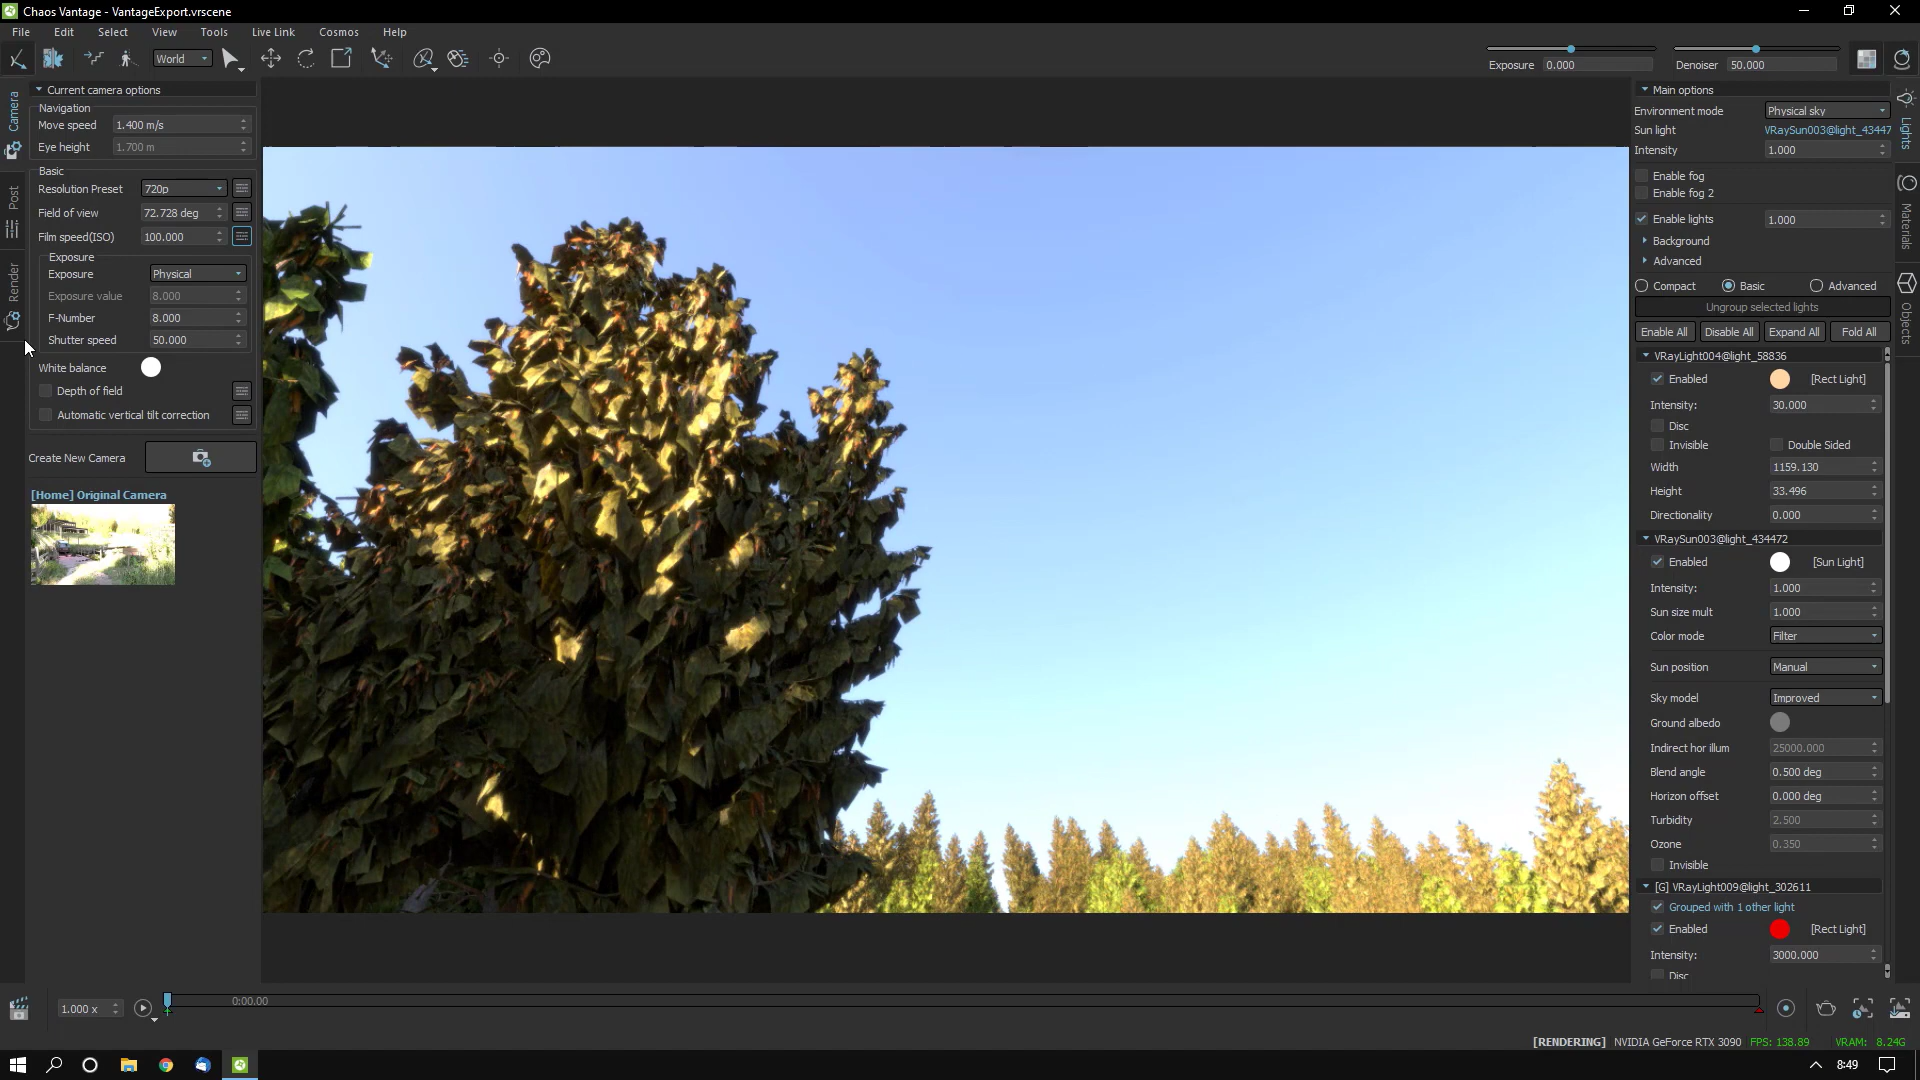 Chaos Vantage - VantageExport.vrscene
File Edit Select View Tools Live Link Cosmos Help
World
Exposure 0.000 Denoiser 50.000
Camera
Post
Render
Current camera options
Navigation
Move speed 1.400 m/s
Eye height 1.700 m
Basic
Resolution Preset 720p
Field of view 72.728 deg
Film speed(ISO) 100.000
Exposure
Exposure Physical
Exposure value 8.000
F-Number 8.000
Shutter speed 50.000
White balance
Depth of field
Automatic vertical tilt correction
Create New Camera
[Home] Original Camera
Main options
Environment mode Physical sky
Sun light VRaySun003@light_43447
Intensity 1.000
Enable fog
Enable fog 2
Enable lights 1.000
Background
Advanced
Compact Basic Advanced
Ungroup selected lights
Enable All Disable All Expand All Fold All
VRayLight004@light_58836
Enabled [Rect Light]
Intensity: 30.000
Disc
Invisible Double Sided
Width 1159.130
Height 33.496
Directionality 0.000
VRaySun003@light_434472
Enabled [Sun Light]
Intensity: 1.000
Sun size mult 1.000
Color mode Filter
Sun position Manual
Sky model Improved
Ground albedo
Indirect hor illum 25000.000
Blend angle 0.500 deg
Horizon offset 0.000 deg
Turbidity 2.500
Ozone 0.350
Invisible
[G] VRayLight009@light_302611
Grouped with 1 other light
Enabled [Rect Light]
Intensity: 3000.000
Disc
Lights
Materials
Objects
1.000 x 0:00.00
[RENDERING] NVIDIA GeForce RTX 3090 FPS: 138.89 VRAM: 8.24G
8:49